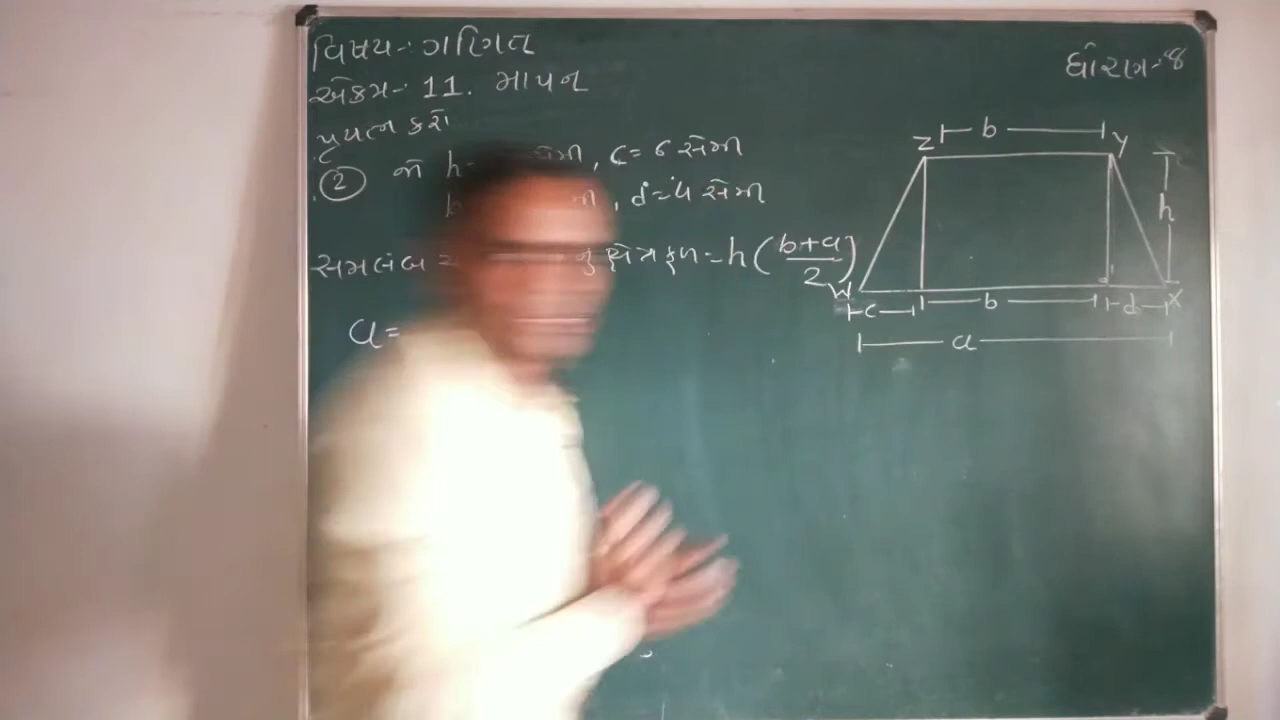 વિષય:- ગણિત
ધોરણ:-8
એકમ:- 11. માપન
પ્રયત્ન કરો
2 જો h= સેમી, c= 6 સેમી
b સેમી, d=4 સેમી
સમલંબ નું ક્ષેત્રફળ = h(b+a/2)
a=
b
Z Y
h
W X
c b d
a